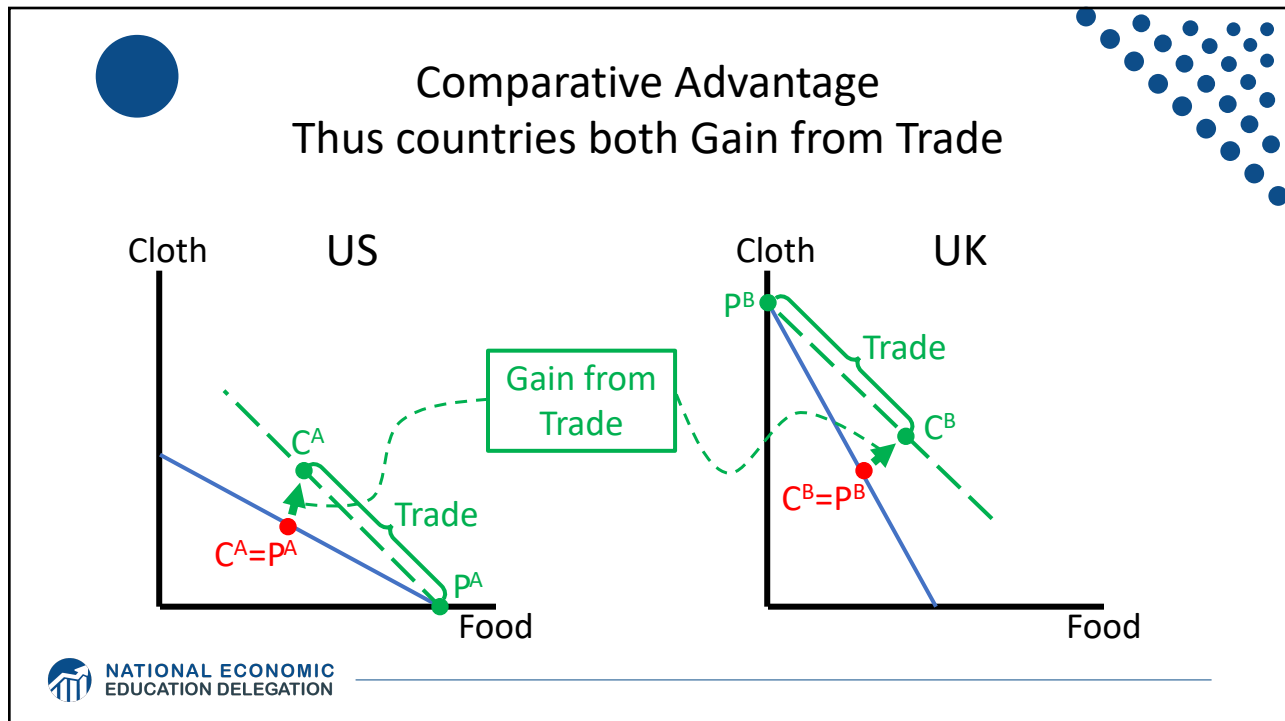 Comparative Advantage
Thus countries both Gain from Trade
Cloth
US
C^A
Trade
C^A=P^A
P^A
Food
Gain from
Trade
Cloth
UK
P^B
Trade
C^B
C^B=P^B
Food
NATIONAL ECONOMIC
EDUCATION DELEGATION